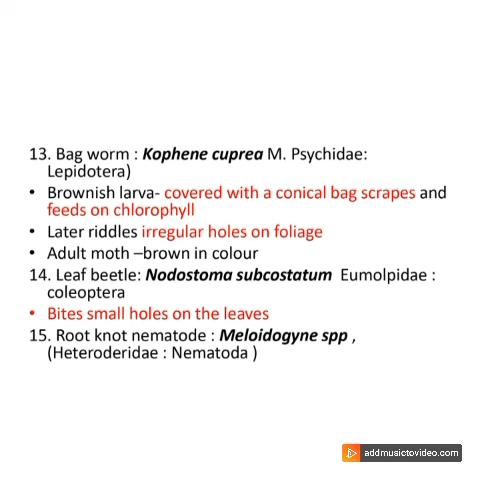 13. Bag worm : Kophene cuprea M. Psychidae:
Lepidotera)
• Brownish larva- covered with a conical bag scrapes and
feeds on chlorophyll
• Later riddles irregular holes on foliage
• Adult moth –brown in colour
14. Leaf beetle: Nodostoma subcostatum Eumolpidae :
coleoptera
• Bites small holes on the leaves
15. Root knot nematode : Meloidogyne spp ,
(Heteroderidae : Nematoda )
addmusictovideo.com